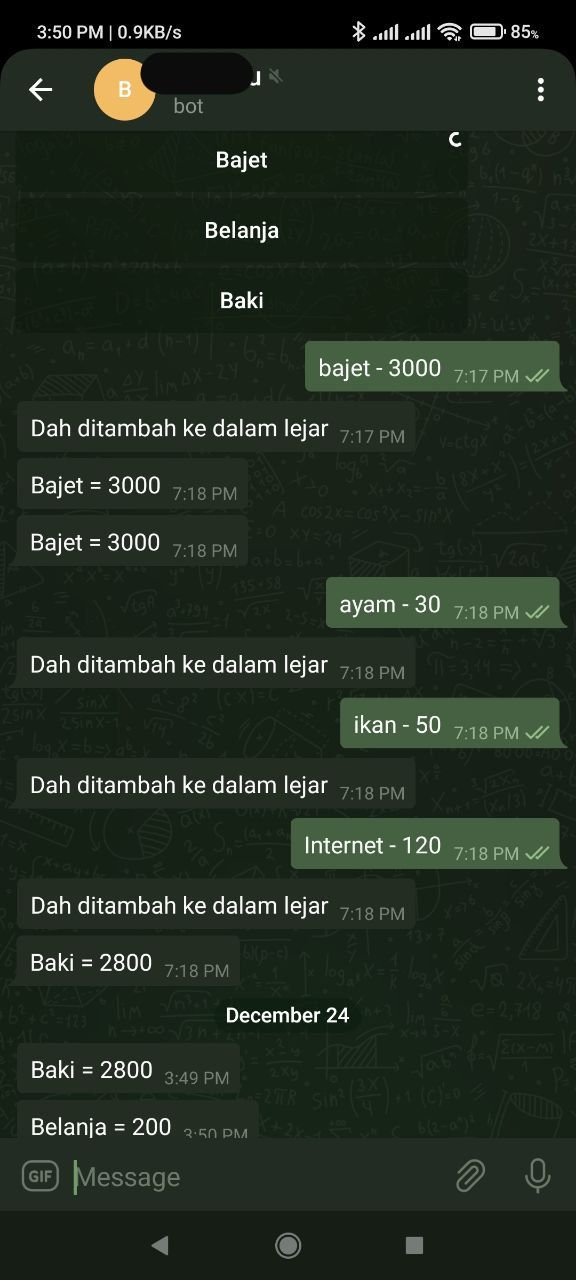 3:50 PM | 0.9KB/s 85%
B
bot
Bajet
Belanja
Baki
bajet - 3000 7:17 PM
Dah ditambah ke dalam lejar 7:17 PM
Bajet = 3000 7:18 PM
Bajet = 3000 7:18 PM
ayam - 30 7:18 PM
Dah ditambah ke dalam lejar 7:18 PM
ikan - 50 7:18 PM
Dah ditambah ke dalam lejar 7:18 PM
Internet - 120 7:18 PM
Dah ditambah ke dalam lejar 7:18 PM
Baki = 2800 7:18 PM
December 24
Baki = 2800 3:49 PM
Belanja = 200 3:50 PM
GIF Message